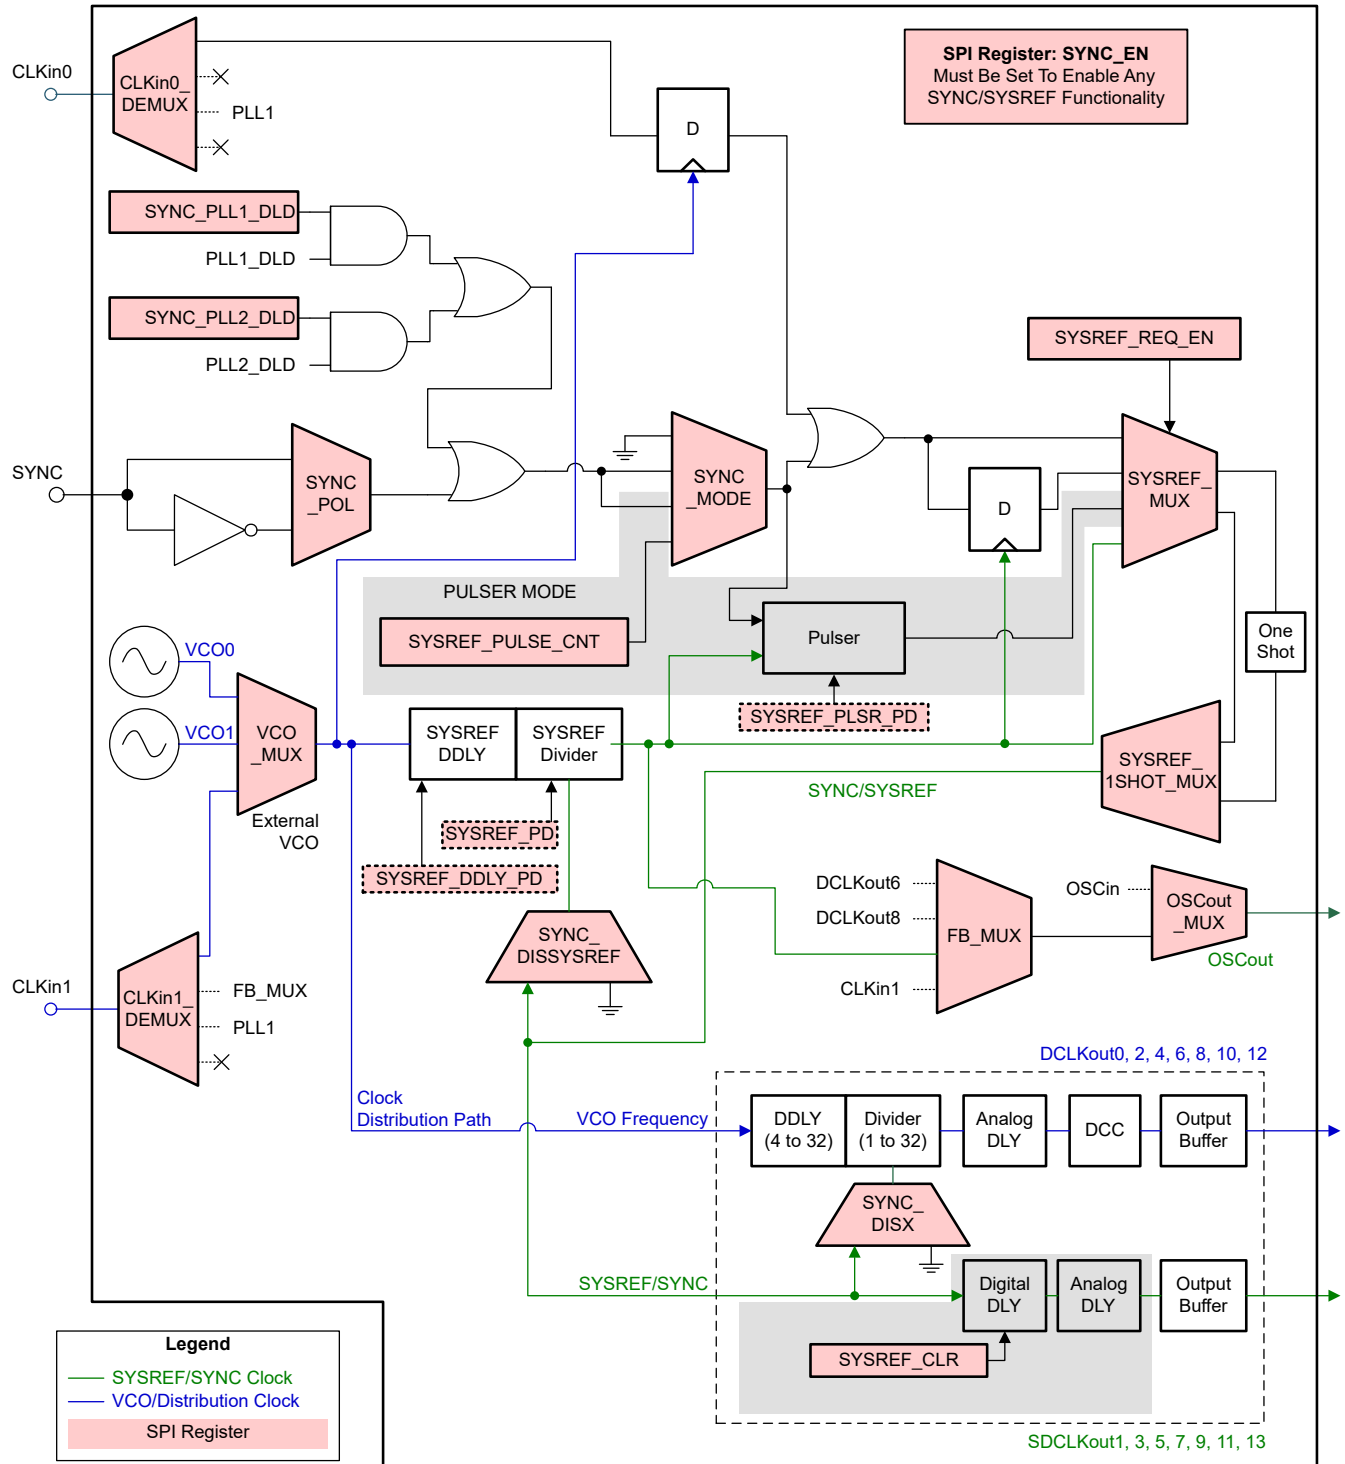 SPI Register: SYNC_EN
Must Be Set To Enable Any
SYNC/SYSREF Functionality
CLKin0
CLKin0_
DEMUX
PLL1
D
SYNC_PLL1_DLD
PLL1_DLD
SYNC_PLL2_DLD
PLL2_DLD
SYSREF_REQ_EN
SYNC
SYNC
_POL
SYNC
_MODE
D
SYSREF_
MUX
PULSER MODE
SYSREF_PULSE_CNT
Pulser
One
Shot
SYSREF_PLSR_PD
VCO0
VCO1
VCO
_MUX
External
VCO
SYSREF
DDLY
SYSREF
Divider
SYSREF_
1SHOT_MUX
SYNC/SYSREF
SYSREF_PD
SYSREF_DDLY_PD
SYNC_
DISSYSREF
DCLKout6
DCLKout8
CLKin1
FB_MUX
OSCin
OSCout
_MUX
OSCout
CLKin1
CLKin1_
DEMUX
FB_MUX
PLL1
DCLKout0, 2, 4, 6, 8, 10, 12
Clock
Distribution Path
VCO Frequency
DDLY
(4 to 32)
Divider
(1 to 32)
Analog
DLY
DCC
Output
Buffer
SYNC_
DISX
SYSREF/SYNC
Digital
DLY
Analog
DLY
Output
Buffer
SYSREF_CLR
SDCLKout1, 3, 5, 7, 9, 11, 13
Legend
SYSREF/SYNC Clock
VCO/Distribution Clock
SPI Register